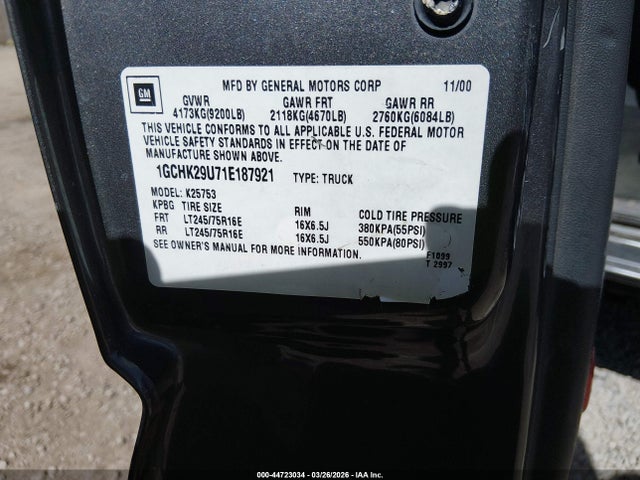 GM
MFD BY GENERAL MOTORS CORP 11/00
GVWR GAWR FRT GAWR RR
4173KG(9200LB) 2118KG(4670LB) 2760KG(6084LB)
THIS VEHICLE CONFORMS TO ALL APPLICABLE U.S. FEDERAL MOTOR
VEHICLE SAFETY STANDARDS IN EFFECT ON THE DATE OF
MANUFACTURE SHOWN ABOVE.
1GCHK29U71E187921 TYPE: TRUCK
MODEL: K25753
KPBG TIRE SIZE RIM COLD TIRE PRESSURE
FRT LT245/75R16E 16X6.5J 380KPA(55PSI)
RR LT245/75R16E 16X6.5J 550KPA(80PSI)
SEE OWNER'S MANUAL FOR MORE INFORMATION.
F1099
T 2997
000-44723034 | 03/26/2026 | IAA Inc.